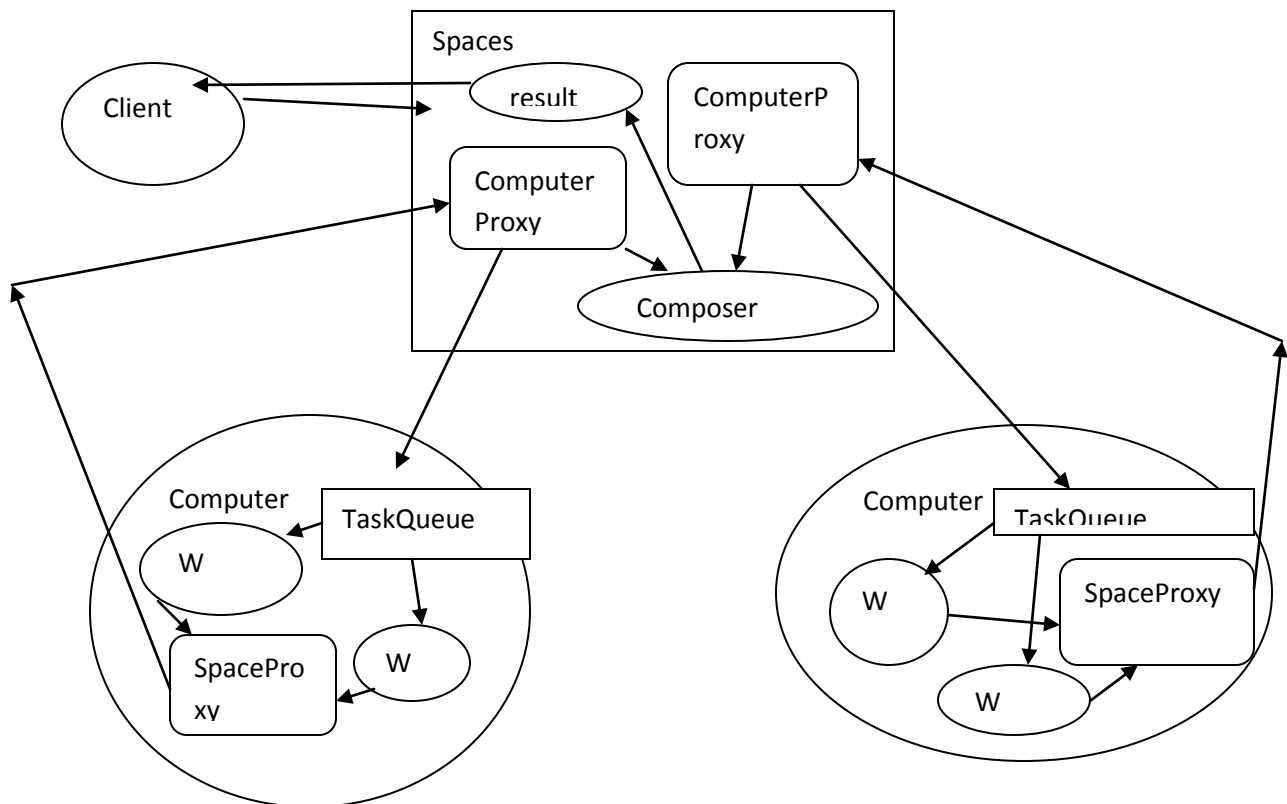 Spaces
Client
result
ComputerP
roxy
Computer
Proxy
Composer
Computer
TaskQueue
W
W
SpacePro
xy
Computer
TaskQueue
W
SpaceProxy
W